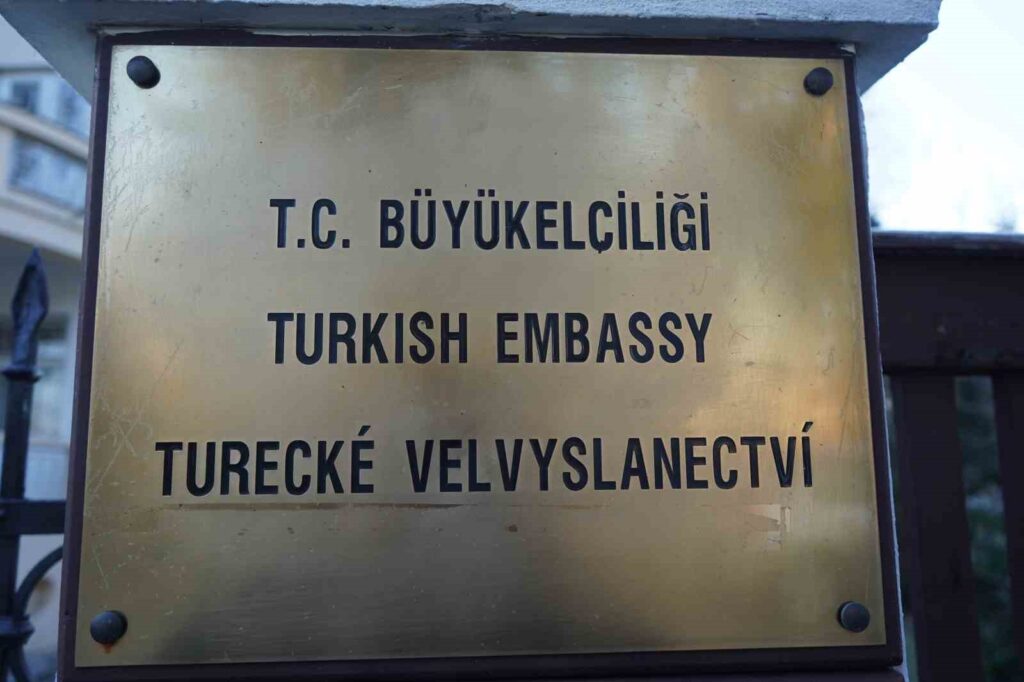 T.C. BÜYÜKELÇİLİĞİ
TURKISH EMBASSY
TURECKÉ VELVYSLANECTVÍ